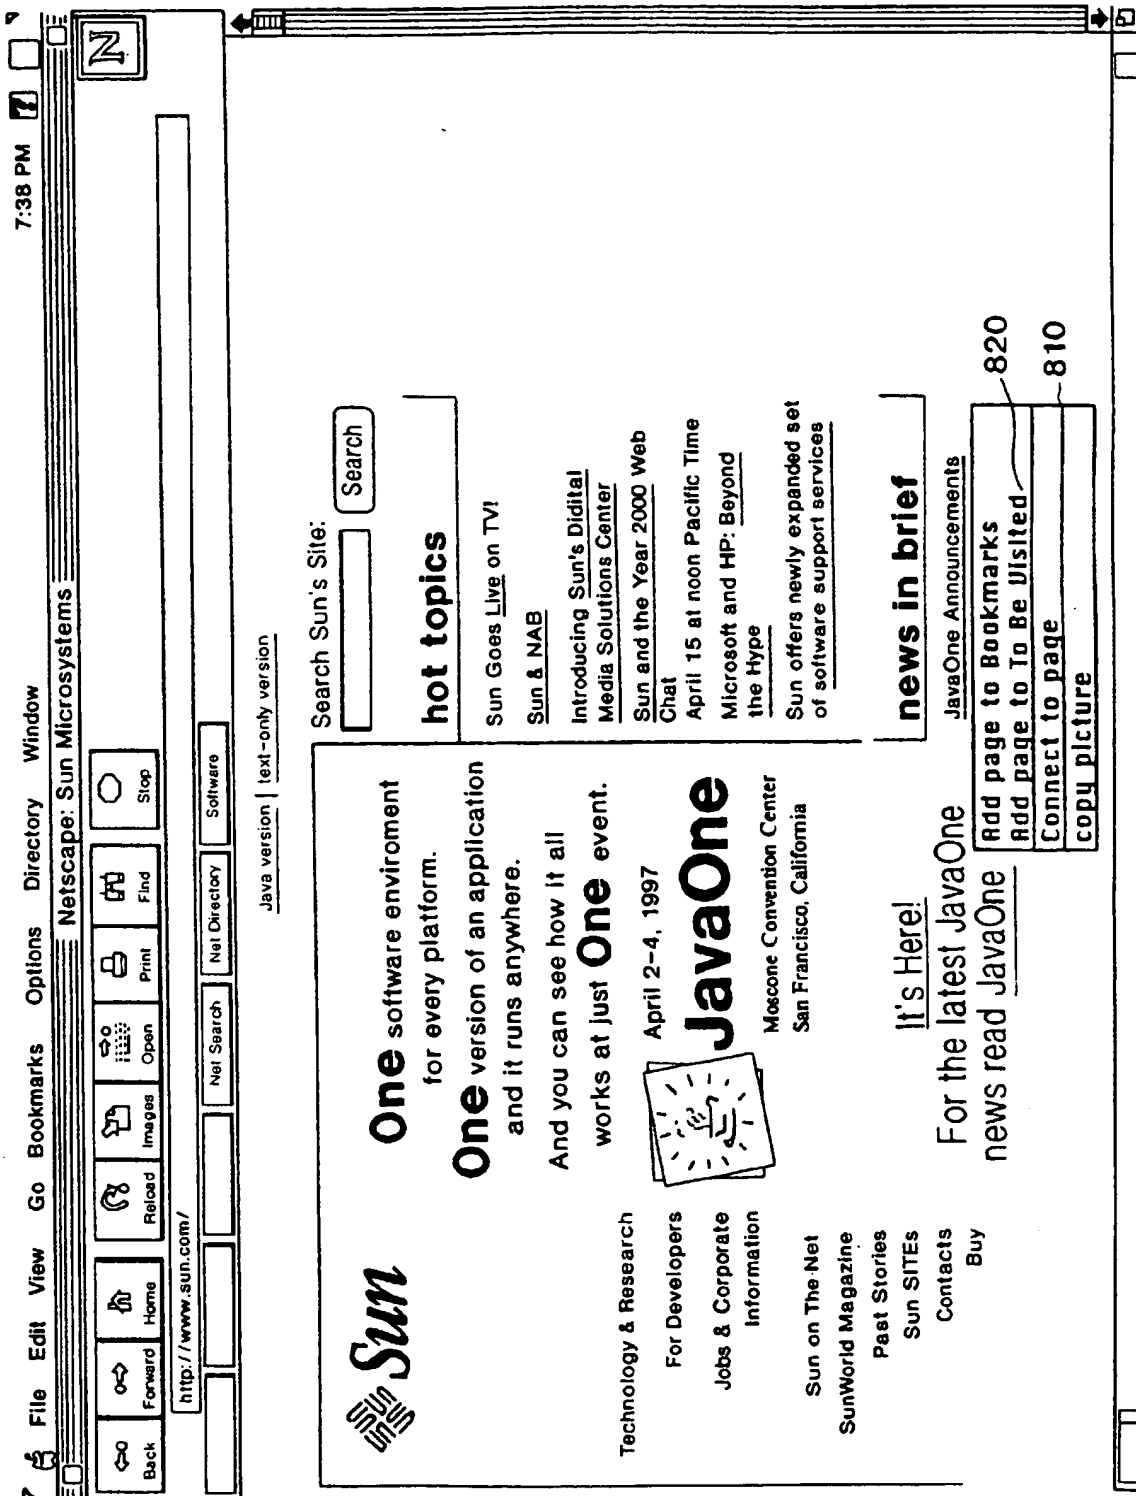 File Edit View Go Bookmarks Options Directory Window 7:38 PM ?
Netscape: Sun Microsystems
Back Forward Home Reload Images Open Print Find Stop
N
http://www.sun.com/
Net Search Net Directory Software
Java version | text-only version
Sun
One software enviroment
for every platform.
One version of an application
and it runs anywhere.
And you can see how it all
works at just One event.
April 2-4, 1997
JavaOne
Moscone Convention Center
San Francisco, California
It's Here!
For the latest JavaOne
news read JavaOne
Technology & Research
For Developers
Jobs & Corporate
Information
Sun on The Net
SunWorld Magazine
Past Stories
Sun SITEs
Contacts
Buy
Search Sun's Site:
Search
hot topics
Sun Goes Live on TV!
Sun & NAB
Introducing Sun's Didital
Media Solutions Center
Sun and the Year 2000 Web
Chat
April 15 at noon Pacific Time
Microsoft and HP: Beyond
the Hype
Sun offers newly expanded set
of software support services
news in brief
JavaOne Announcements
Add page to Bookmarks
Add page to To Be Visited
Connect to page
copy picture
820
810